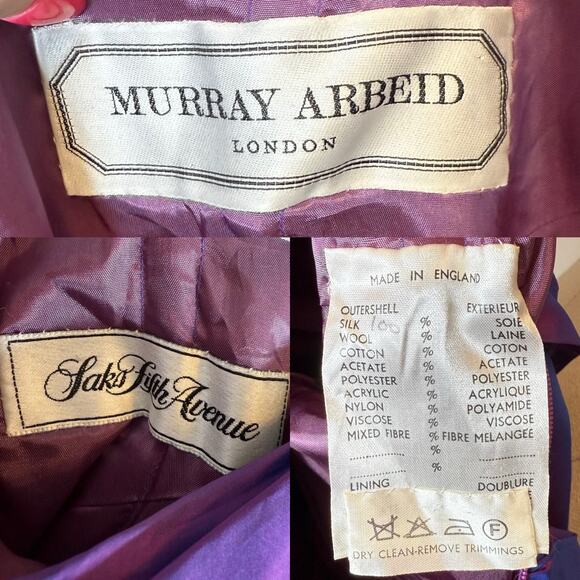 MURRAY ARBEID
LONDON
Saks Fifth Avenue
MADE IN ENGLAND
OUTERSHELL EXTERIEUR
SILK 100 % SOIE
WOOL % LAINE
COTTON % COTON
ACETATE % ACETATE
POLYESTER % POLYESTER
ACRYLIC % ACRYLIQUE
NYLON % POLYAMIDE
VISCOSE % VISCOSE
MIXED FIBRE % FIBRE MELANGEE
%
%
LINING DOUBLURE
F
DRY CLEAN-REMOVE TRIMMINGS